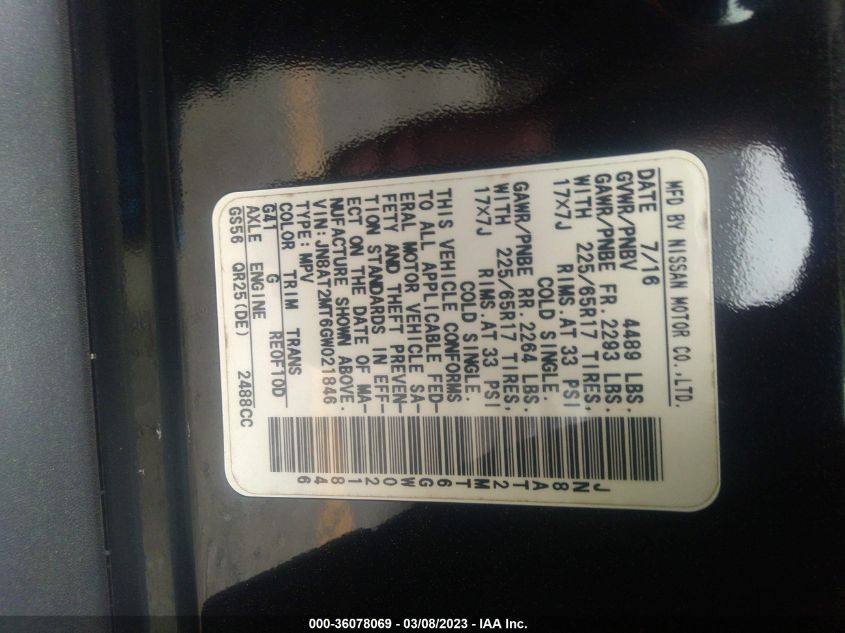 MFD BY NISSAN MOTOR CO.,LTD.
DATE 7/16
GVWR/PNBV 4489 LBS.
GAWR/PNBE FR.2293 LBS.
WITH 225/65R17 TIRES,
17X7J RIMS.AT 33 PSI
COLD SINGLE
GAWR/PNBE RR.2264 LBS.
WITH 225/65R17 TIRES,
17X7J RIMS.AT 33 PSI
COLD SINGLE.
THIS VEHICLE CONFORMS
TO ALL APPLICABLE FED-
ERAL MOTOR VEHICLE SA-
FETY AND THEFT PREVEN-
TION STANDARDS IN EFF-
ECT ON THE DATE OF MA-
NUFACTURE SHOWN ABOVE.
VIN:JN8AT2MT6GW021846
TYPE:MPV
COLOR TRIM TRANS
G41 G RE0F10D
AXLE ENGINE
GS56 QR25(DE) 2488CC
JN8AT2MT6GW021846
000-36078069 - 03/08/2023 - IAA Inc.